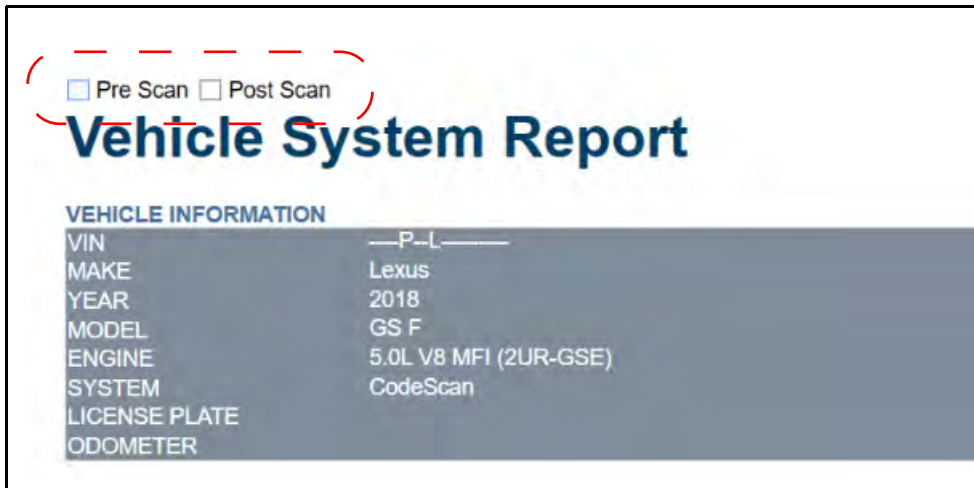 Pre Scan Post Scan
Vehicle System Report
VEHICLE INFORMATION
VIN ----P--L----------
MAKE Lexus
YEAR 2018
MODEL GS F
ENGINE 5.0L V8 MFI (2UR-GSE)
SYSTEM CodeScan
LICENSE PLATE
ODOMETER